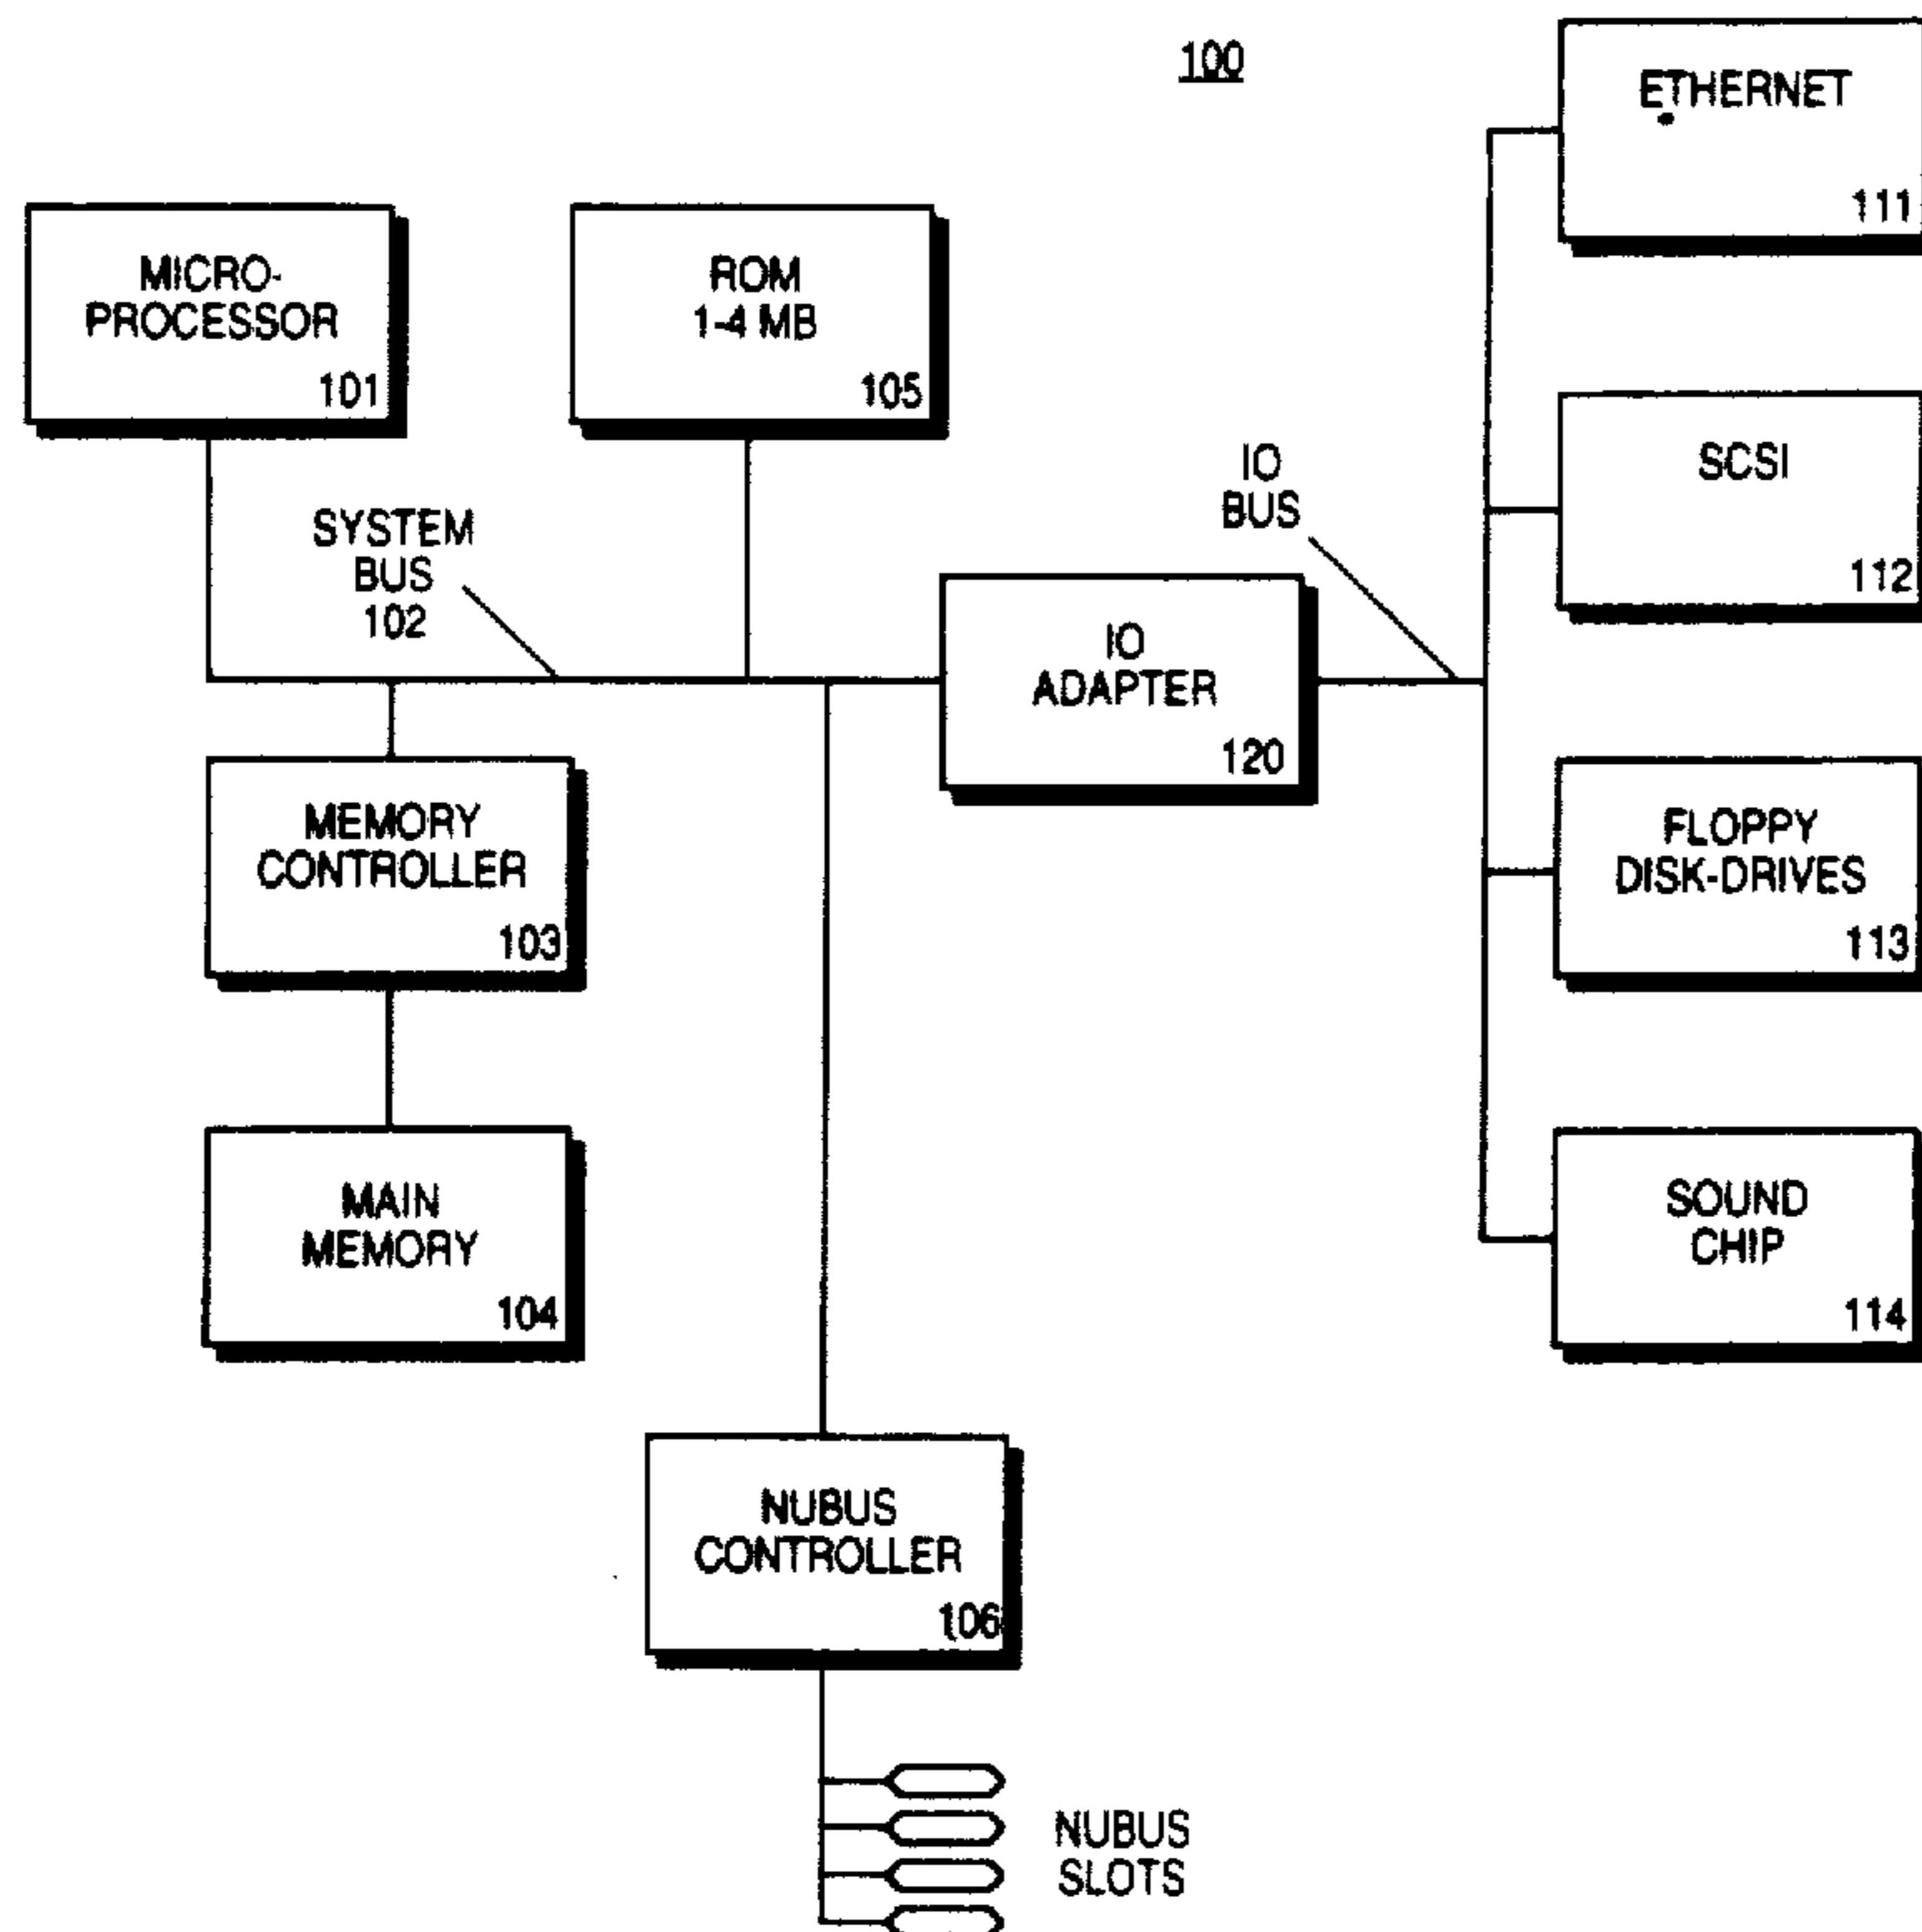 100
ETHERNET
111
MICRO-
PROCESSOR
101
ROM
1-4 MB
105
SCSI
112
IO
BUS
SYSTEM
BUS
102
IO
ADAPTER
120
MEMORY
CONTROLLER
103
FLOPPY
DISK-DRIVES
113
MAIN
MEMORY
104
SOUND
CHIP
114
NUBUS
CONTROLLER
106
NUBUS
SLOTS